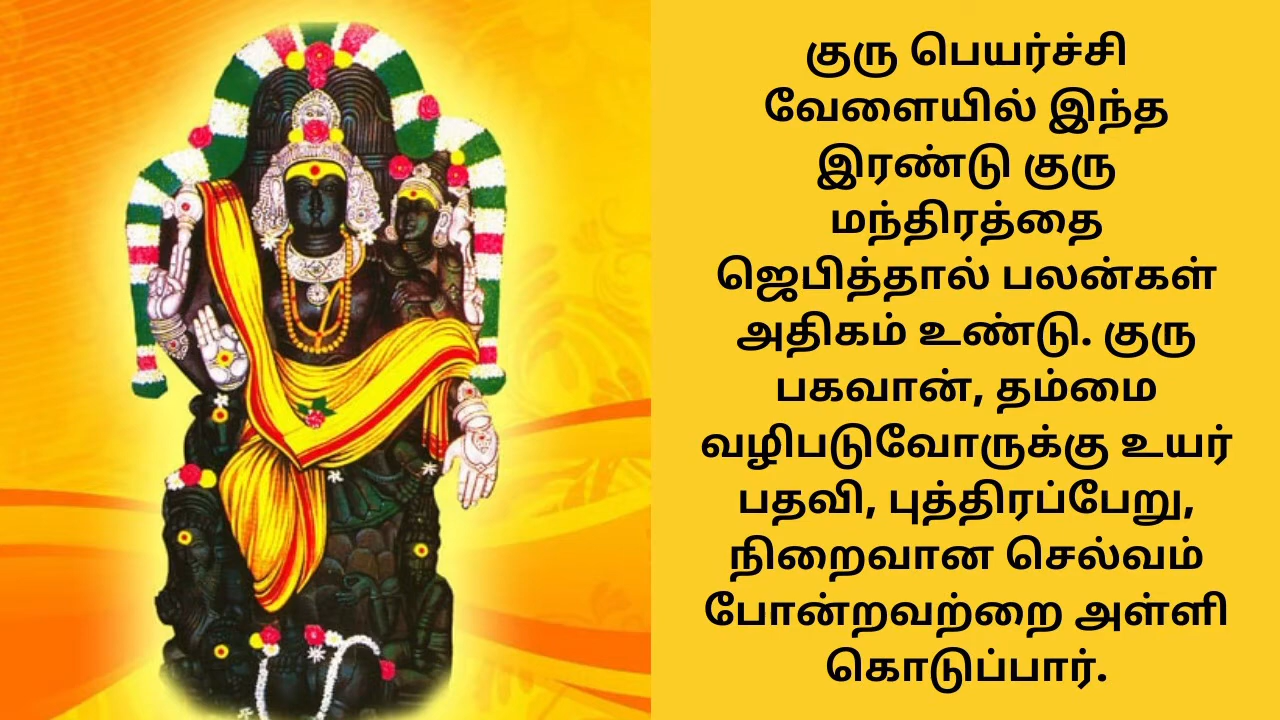 குரு பெயர்ச்சி
வேளையில் இந்த
இரண்டு குரு
மந்திரத்தை
ஜெபித்தால் பலன்கள்
அதிகம் உண்டு. குரு
பகவான், தம்மை
வழிபடுவோருக்கு உயர்
பதவி, புத்திரப்பேறு,
நிறைவான செல்வம்
போன்றவற்றை அள்ளி
கொடுப்பார்.